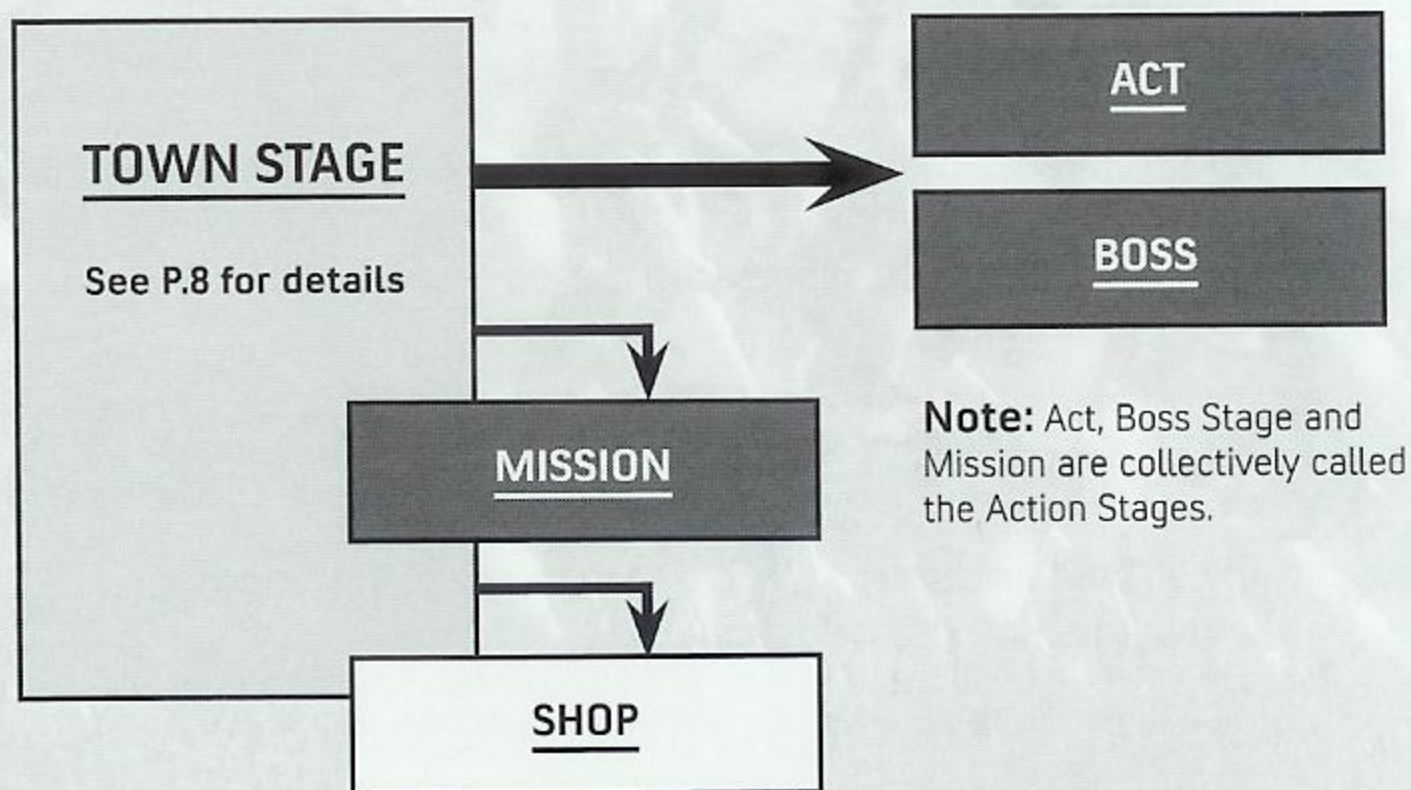 TOWN STAGE
See P.8 for details
ACT
BOSS
MISSION
SHOP
Note: Act, Boss Stage and
Mission are collectively called
the Action Stages.